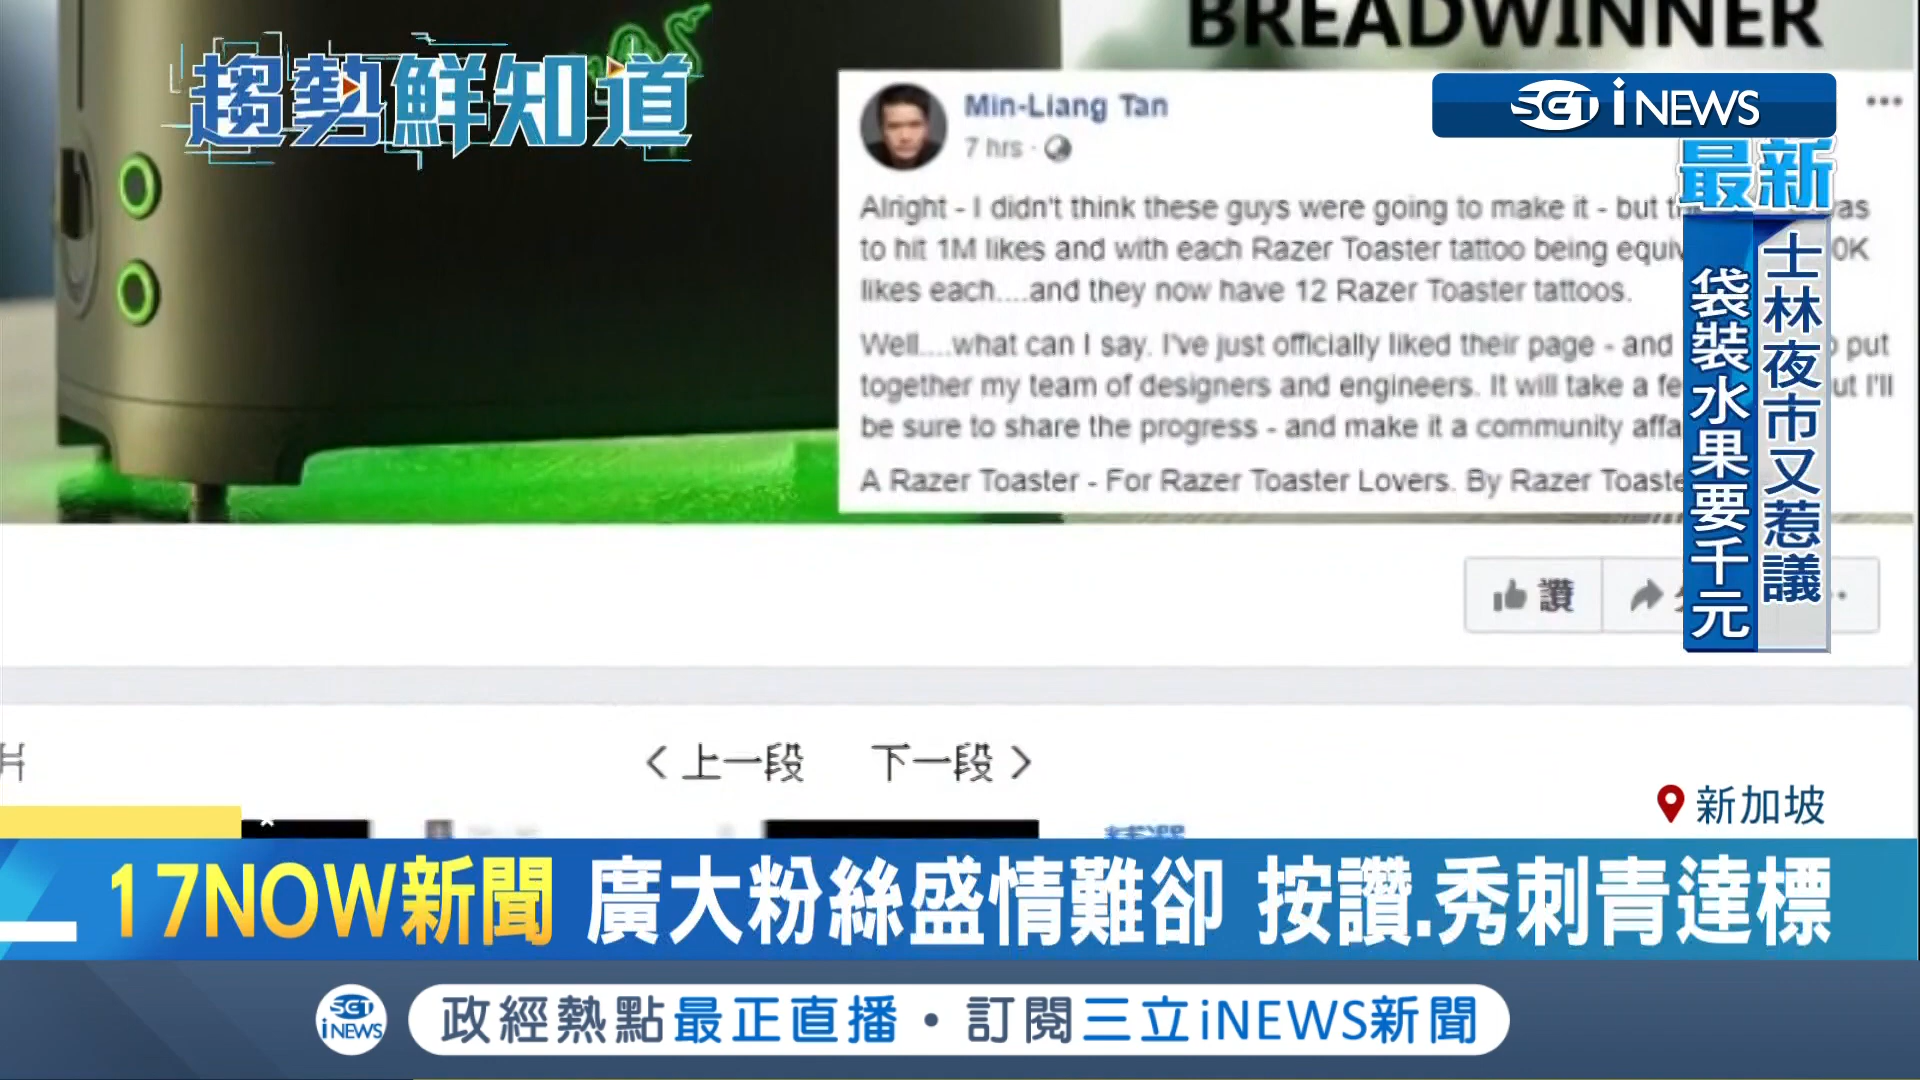 BREADWINNER
趨勢鮮知道
SET iNEWS
Min-Liang Tan
7 hrs ·
Alright - I didn't think these guys were going to make it - but
as
to hit 1M likes and with each Razer Toaster tattoo being
0K
likes each....and they now have 12 Razer Toaster tattoos.
Well....what can I say. I've just officially liked their page - and
put
together my team of designers and engineers. It will take a
I'll
be sure to share the progress - and make it a community
A Razer Toaster - For Razer Toaster Lovers. By Razer
最新
士林夜市又惹議
袋裝水果要千元
讚
片
< 上一段
下一段 >
新加坡
17NOW新聞 廣大粉絲盛情難卻 按讚.秀刺青達標
SET iNEWS
政經熱點最正直播・訂閱三立iNEWS新聞